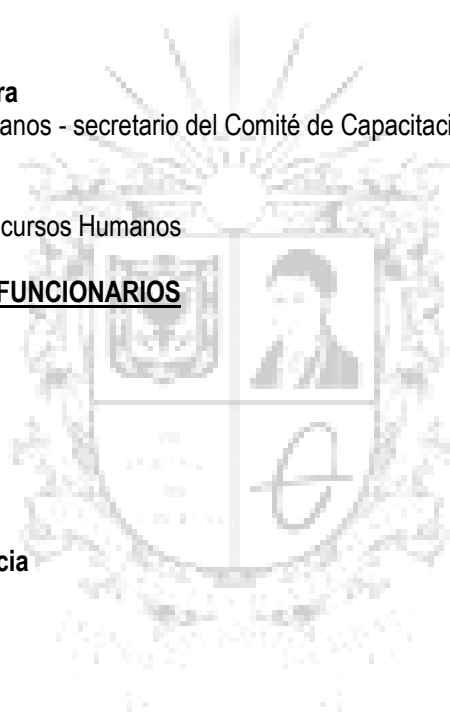 ra
anos - secretario del Comité de Capacitaci
cursos Humanos
FUNCIONARIOS
cia